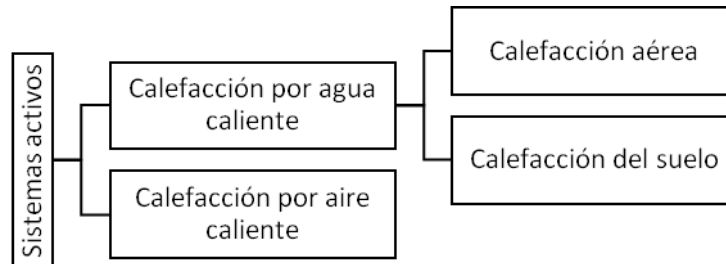 Sistemas activos
Calefacción por agua
caliente
Calefacción por aire
caliente
Calefacción aérea
Calefacción del suelo